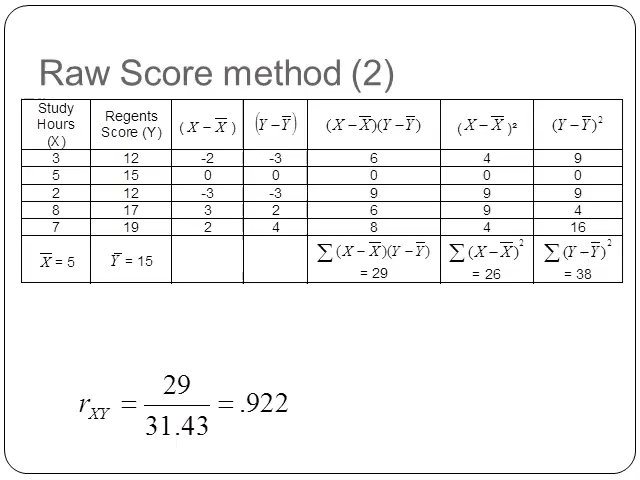 Raw Score method (2)
Study Hours (X) | Regents Score (Y) | ( X − X̅ ) | (Y − Y̅) | (X − X̅)(Y − Y̅) | ( X − X̅ )² | (Y − Y̅)²
3 | 12 | -2 | -3 | 6 | 4 | 9
5 | 15 | 0 | 0 | 0 | 0 | 0
2 | 12 | -3 | -3 | 9 | 9 | 9
8 | 17 | 3 | 2 | 6 | 9 | 4
7 | 19 | 2 | 4 | 8 | 4 | 16
X̅ = 5 | Y̅ = 15 | | | ∑(X − X̅)(Y − Y̅) = 29 | ∑(X − X̅)² = 26 | ∑(Y − Y̅)² = 38
r_XY = 29 / 31.43 = .922